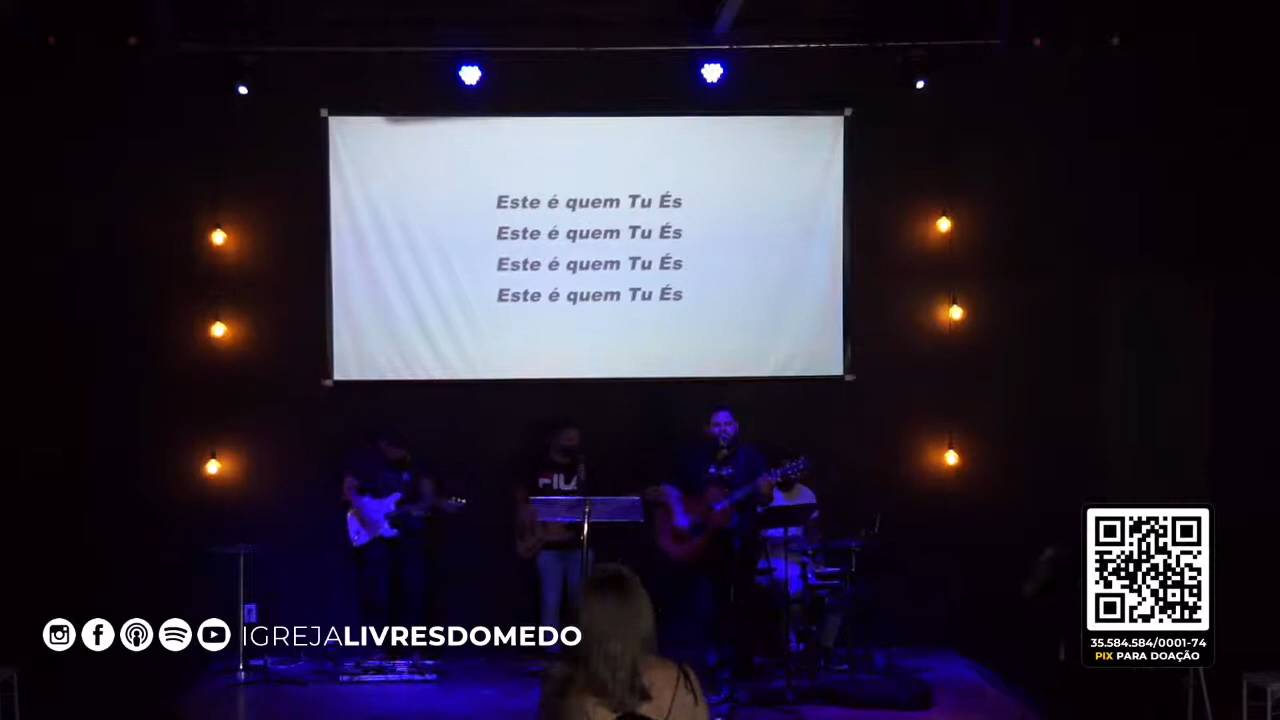 Este é quem Tu És
Este é quem Tu És
Este é quem Tu És
Este é quem Tu És
FILA
IGREJALIVRESDOMEDO
35.584.584/0001-74
PIX PARA DOAÇÃO